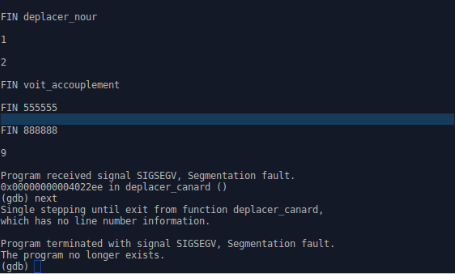 FIN deplacer_nour
1
2
FIN voit_accouplement
FIN 555555
FIN 888888
9
Program received signal SIGSEGV, Segmentation fault.
0x00000000004022ee in deplacer_canard ()
(gdb) next
Single stepping until exit from function deplacer_canard,
which has no line number information.
Program terminated with signal SIGSEGV, Segmentation fault.
The program no longer exists.
(gdb)